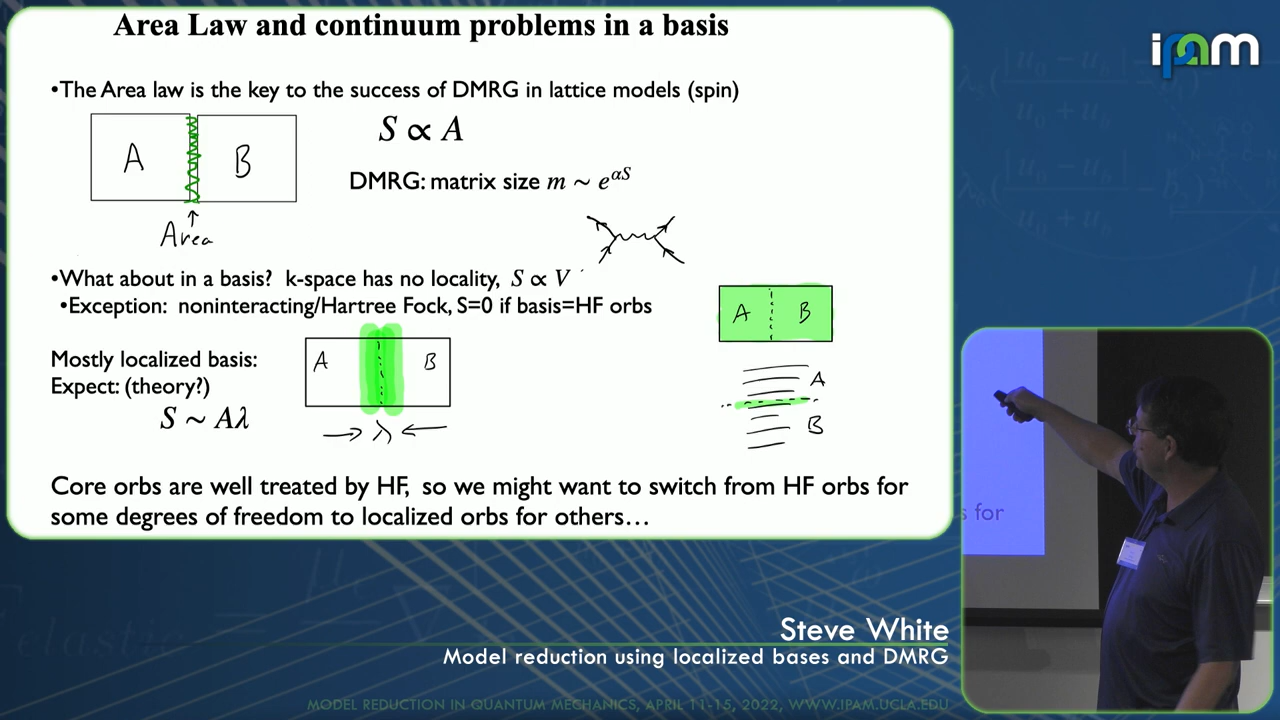 Area Law and continuum problems in a basis
•The Area law is the key to the success of DMRG in lattice models (spin)
A B
S ∝ A
DMRG: matrix size m ~ e^{αS}
↑
Area
•What about in a basis? k-space has no locality, S ∝ V
•Exception: noninteracting/Hartree Fock, S=0 if basis=HF orbs
A B
Mostly localized basis:
Expect: (theory?)
S ~ Aλ
A B
→ λ ←
A
B
Core orbs are well treated by HF, so we might want to switch from HF orbs for
some degrees of freedom to localized orbs for others…
ipam
s for
Steve White
Model reduction using localized bases and DMRG
MODEL REDUCTION IN QUANTUM MECHANICS, APRIL 11-15, 2022, WWW.IPAM.UCLA.EDU
elastic